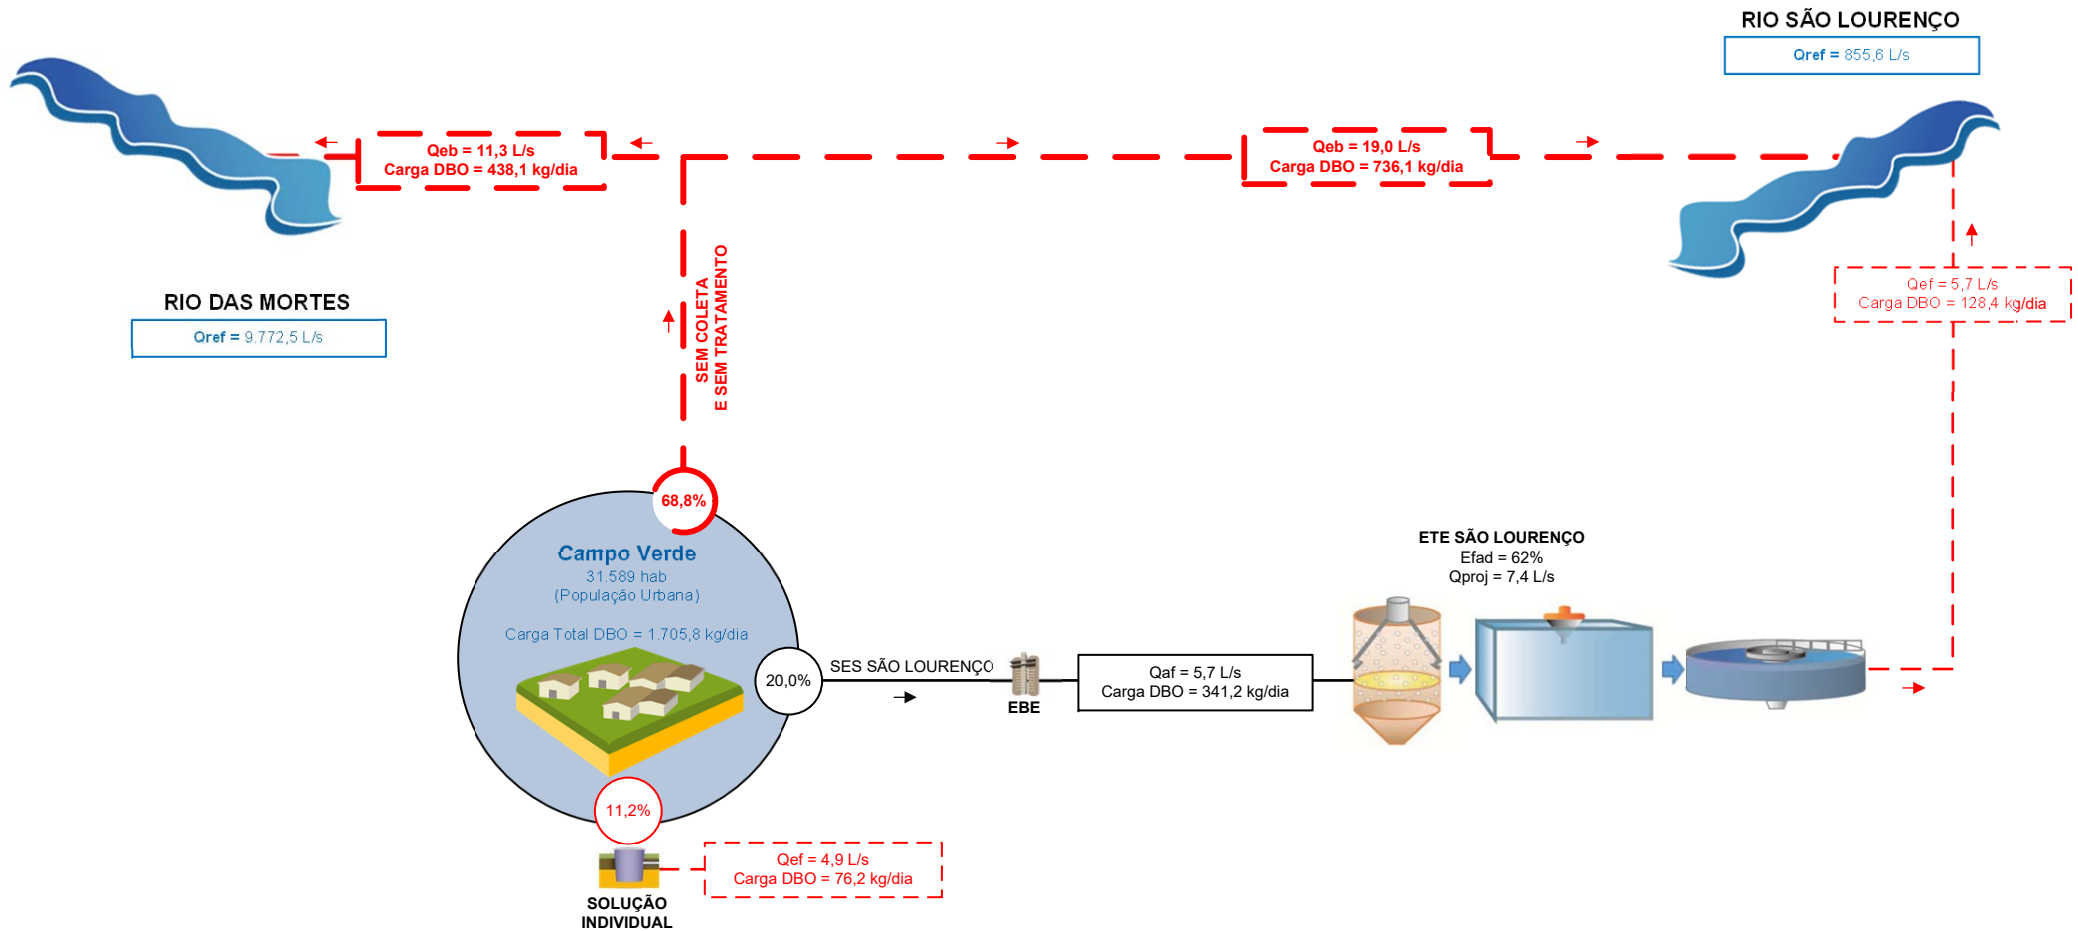 RIO SÃO LOURENÇO
Qref = 855,6 L/s
Qeb = 11,3 L/s
Carga DBO = 438,1 kg/dia
Qeb = 19,0 L/s
Carga DBO = 736,1 kg/dia
RIO DAS MORTES
Qref = 9.772,5 L/s
SEM COLETA
E SEM TRATAMENTO
Qef = 5,7 L/s
Carga DBO = 128,4 kg/dia
68,8%
Campo Verde
31.589 hab
(População Urbana)
Carga Total DBO = 1.705,8 kg/dia
20,0%
SES SÃO LOURENÇO
EBE
Qaf = 5,7 L/s
Carga DBO = 341,2 kg/dia
ETE SÃO LOURENÇO
Efad = 62%
Qproj = 7,4 L/s
11,2%
Qef = 4,9 L/s
Carga DBO = 76,2 kg/dia
SOLUÇÃO
INDIVIDUAL